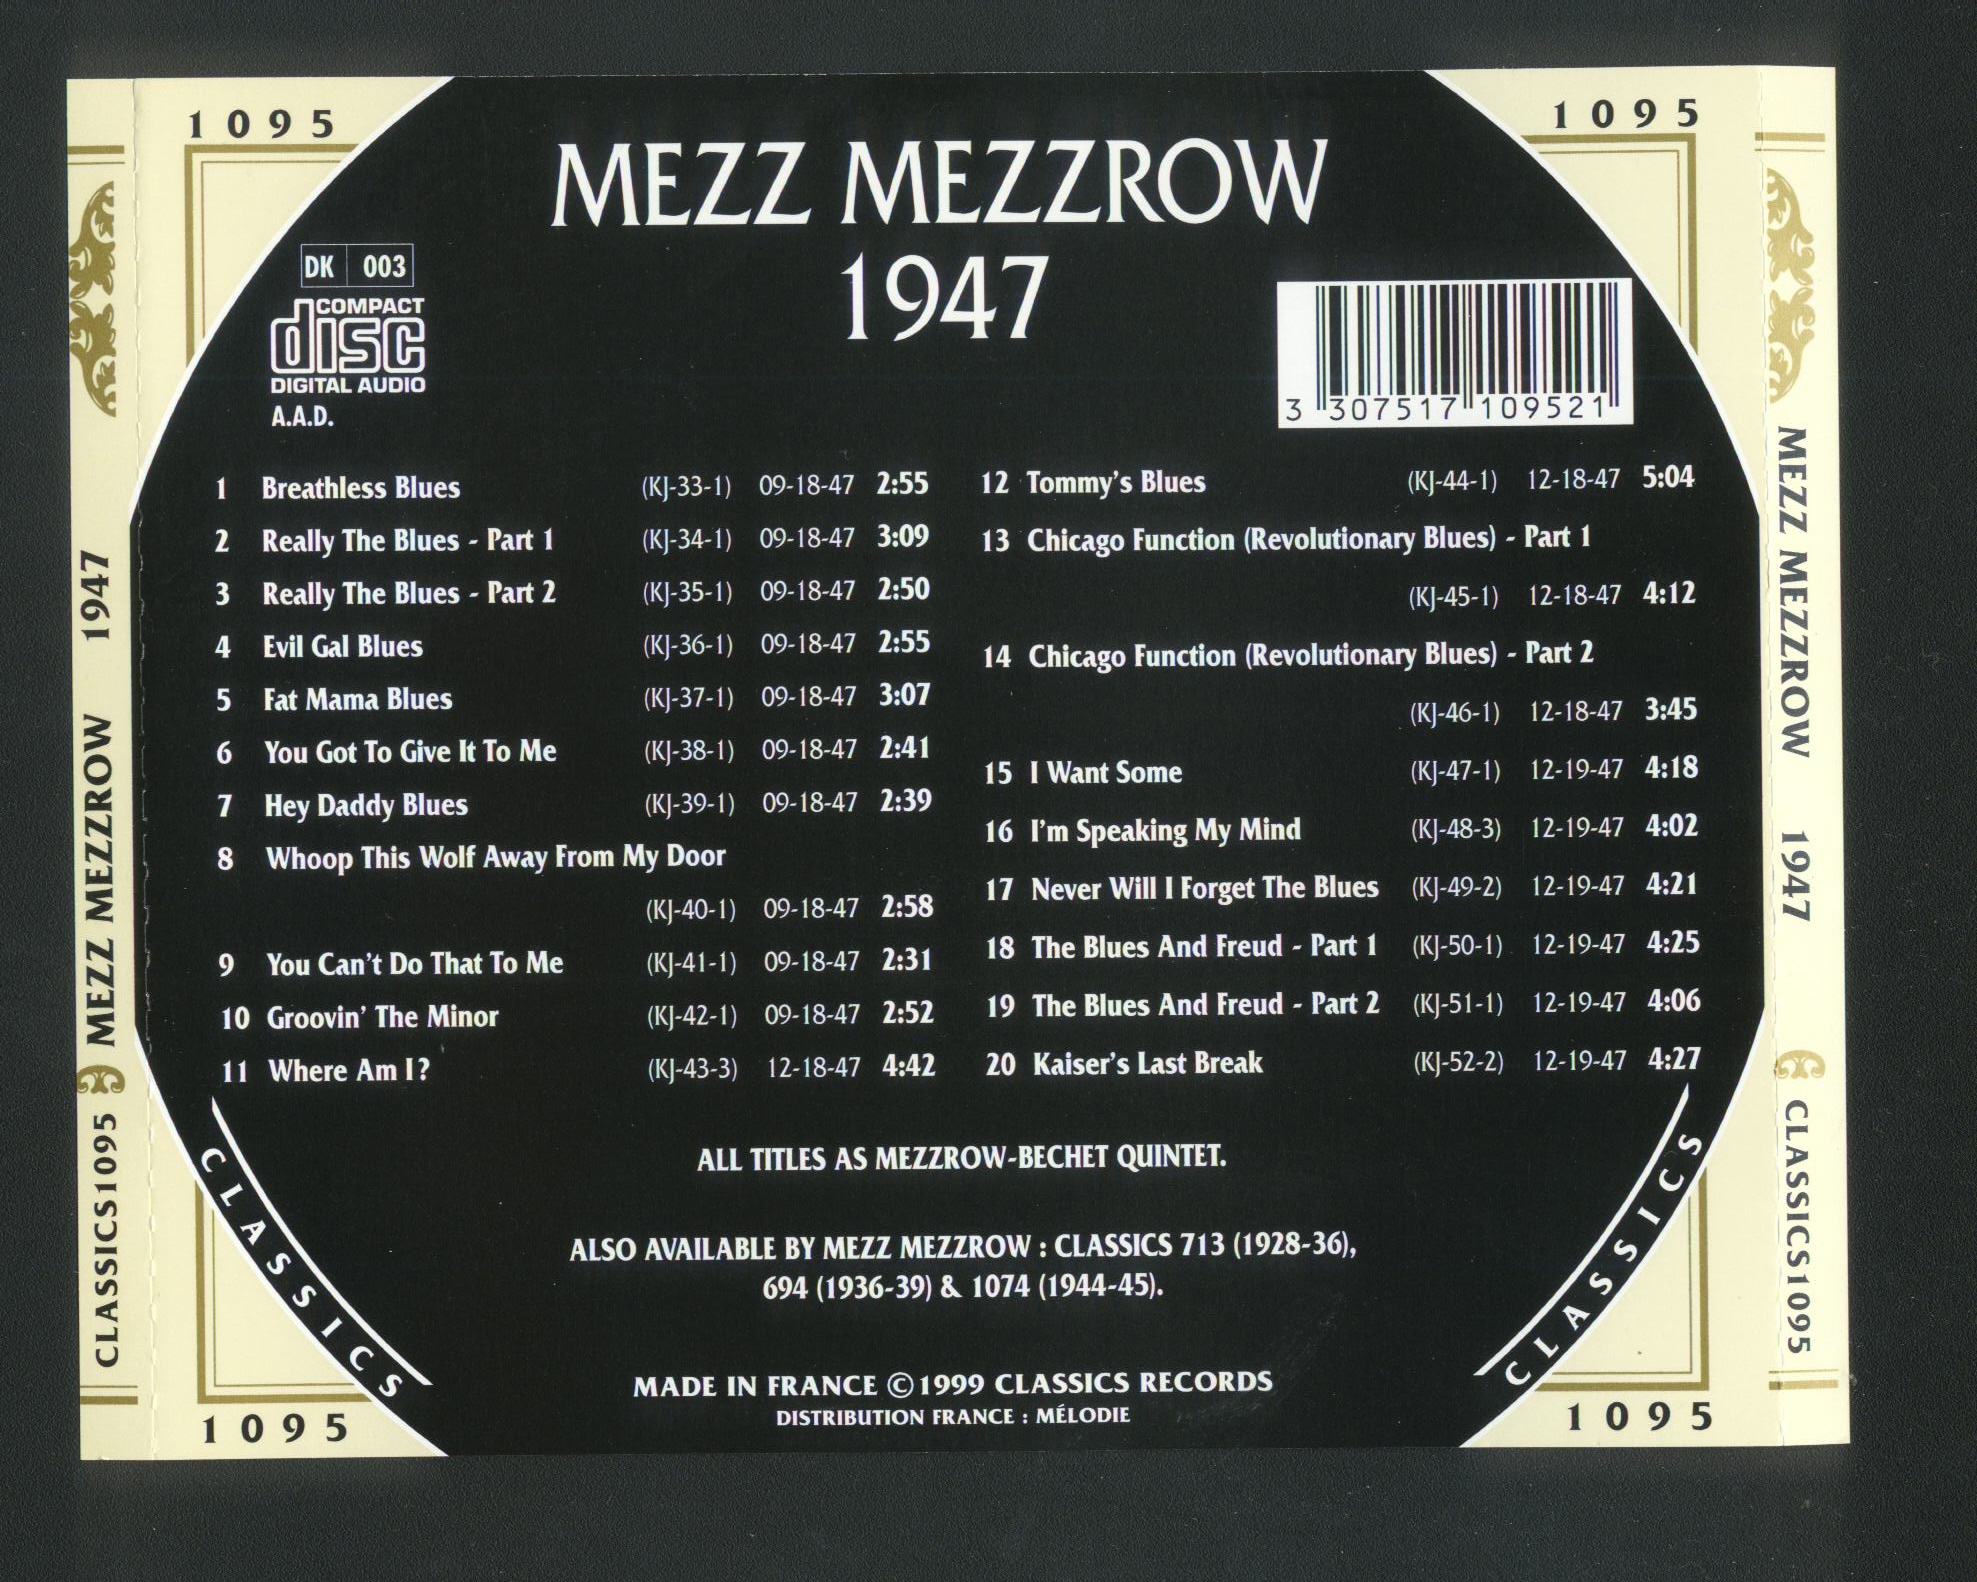 1095
1095
MEZZ MEZZROW
1947
DK 003
COMPACT
disc
DIGITAL AUDIO
A.A.D.
3 307517 109521
1 Breathless Blues (KJ-33-1) 09-18-47 2:55
2 Really The Blues - Part 1 (KJ-34-1) 09-18-47 3:09
3 Really The Blues - Part 2 (KJ-35-1) 09-18-47 2:50
4 Evil Gal Blues (KJ-36-1) 09-18-47 2:55
5 Fat Mama Blues (KJ-37-1) 09-18-47 3:07
6 You Got To Give It To Me (KJ-38-1) 09-18-47 2:41
7 Hey Daddy Blues (KJ-39-1) 09-18-47 2:39
8 Whoop This Wolf Away From My Door
(KJ-40-1) 09-18-47 2:58
9 You Can't Do That To Me (KJ-41-1) 09-18-47 2:31
10 Groovin' The Minor (KJ-42-1) 09-18-47 2:52
11 Where Am I? (KJ-43-3) 12-18-47 4:42
12 Tommy's Blues (KJ-44-1) 12-18-47 5:04
13 Chicago Function (Revolutionary Blues) - Part 1
(KJ-45-1) 12-18-47 4:12
14 Chicago Function (Revolutionary Blues) - Part 2
(KJ-46-1) 12-18-47 3:45
15 I Want Some (KJ-47-1) 12-19-47 4:18
16 I'm Speaking My Mind (KJ-48-3) 12-19-47 4:02
17 Never Will I Forget The Blues (KJ-49-2) 12-19-47 4:21
18 The Blues And Freud - Part 1 (KJ-50-1) 12-19-47 4:25
19 The Blues And Freud - Part 2 (KJ-51-1) 12-19-47 4:06
20 Kaiser's Last Break (KJ-52-2) 12-19-47 4:27
ALL TITLES AS MEZZROW-BECHET QUINTET.
ALSO AVAILABLE BY MEZZ MEZZROW : CLASSICS 713 (1928-36),
694 (1936-39) & 1074 (1944-45).
MADE IN FRANCE ©1999 CLASSICS RECORDS
DISTRIBUTION FRANCE : MÉLODIE
CLASSICS
CLASSICS
1095
1095
CLASSICS1095 MEZZ MEZZROW 1947
MEZZ MEZZROW 1947 CLASSICS1095